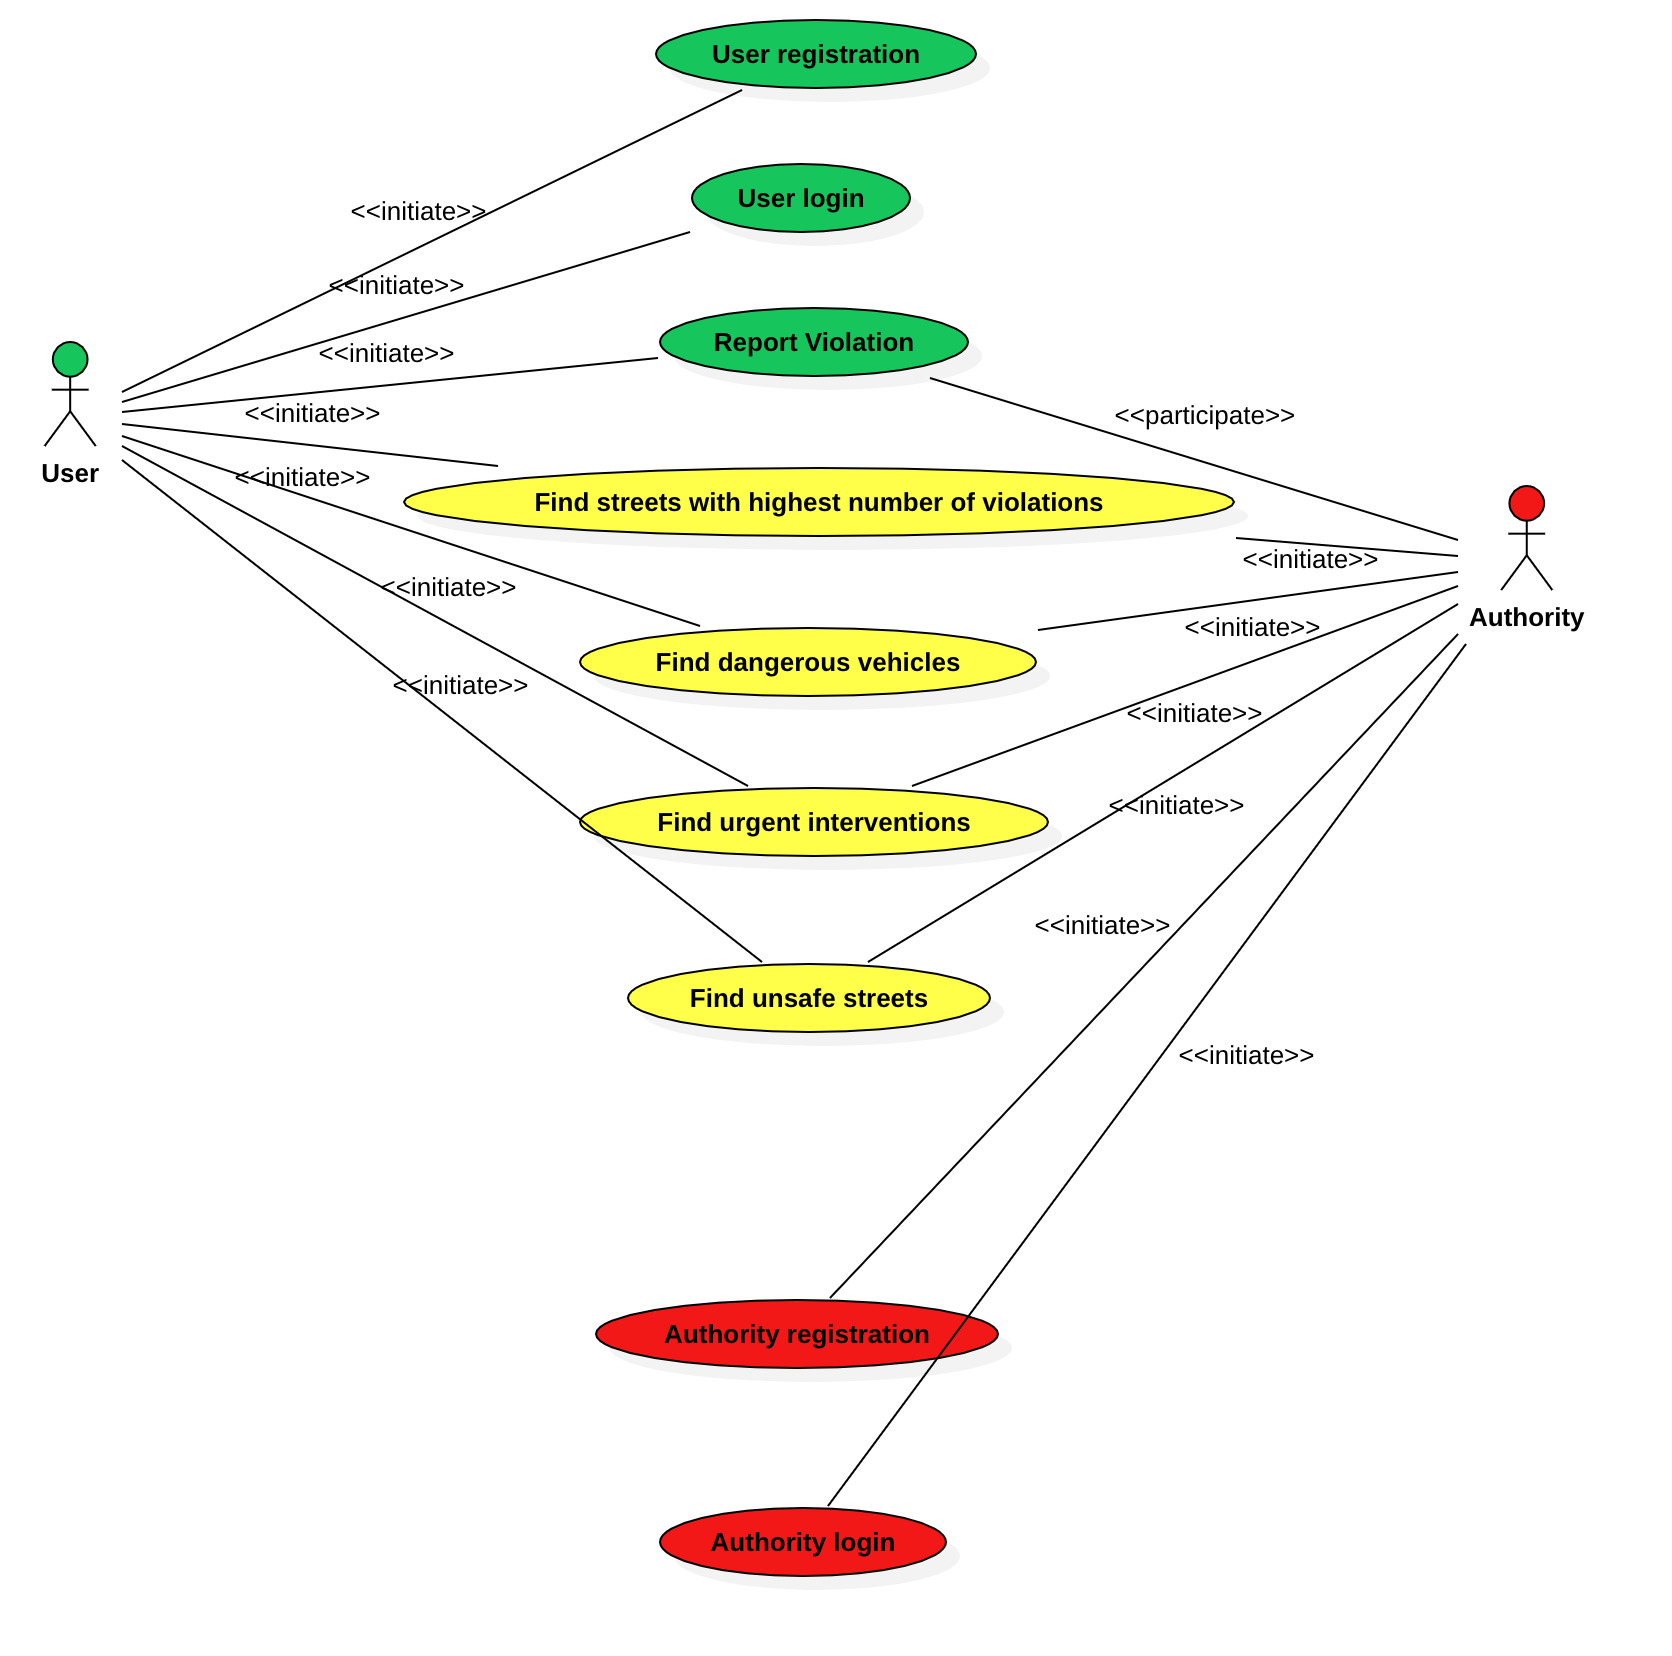 User registration
<<initiate>>
User login
<<initiate>>
Report Violation
<<initiate>>
<<initiate>>
<<participate>>
User
<<initiate>>
Find streets with highest number of violations
<<initiate>>
<<initiate>>
Authority
<<initiate>>
Find dangerous vehicles
<<initiate>>
<<initiate>>
<<initiate>>
Find urgent interventions
<<initiate>>
Find unsafe streets
<<initiate>>
Authority registration
Authority login